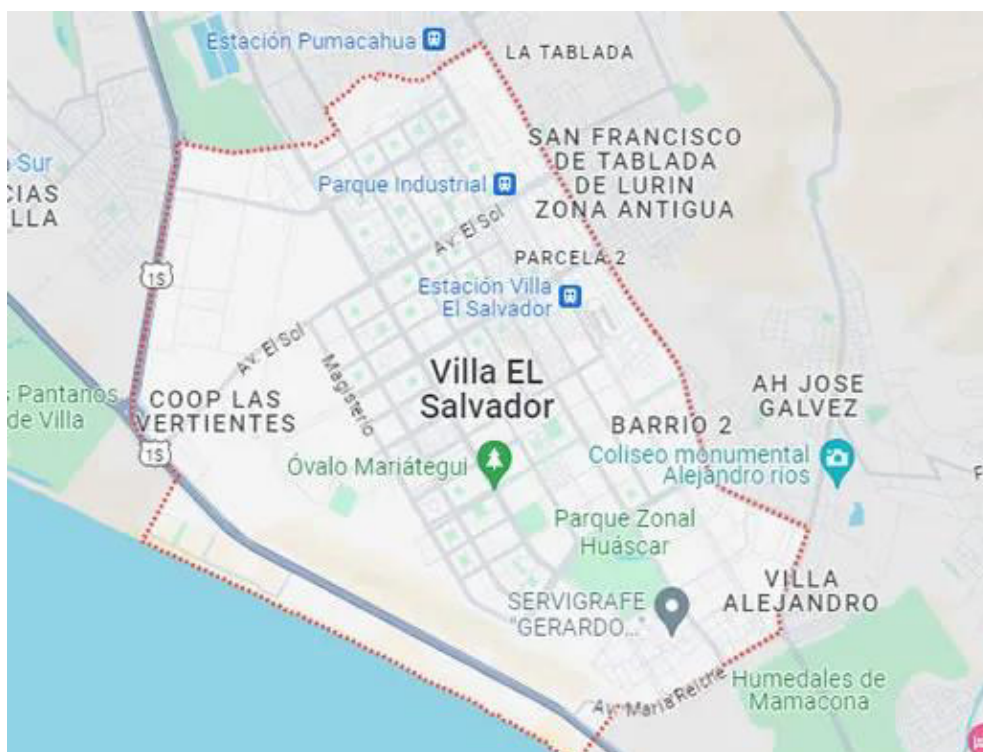 Estación Pumacahua
LA TABLADA
SAN FRANCISCO
DE TABLADA
DE LURIN
ZONA ANTIGUA
Sur
CIAS
LLA
Parque Industrial
Av. El Sol
PARCELA 2
1S
Estación Villa
El Salvador
Av. El Sol
Magisterio
Villa EL
Salvador
AH JOSE
GALVEZ
Pantanos
de Villa
COOP LAS
VERTIENTES
BARRIO 2
1S
Óvalo Mariátegui
Coliseo monumental
Alejandro rios
Parque Zonal
Huáscar
VILLA
ALEJANDRO
SERVIGRAFE
"GERARDO..."
Av. María Reiche
Humedales de
Mamacona